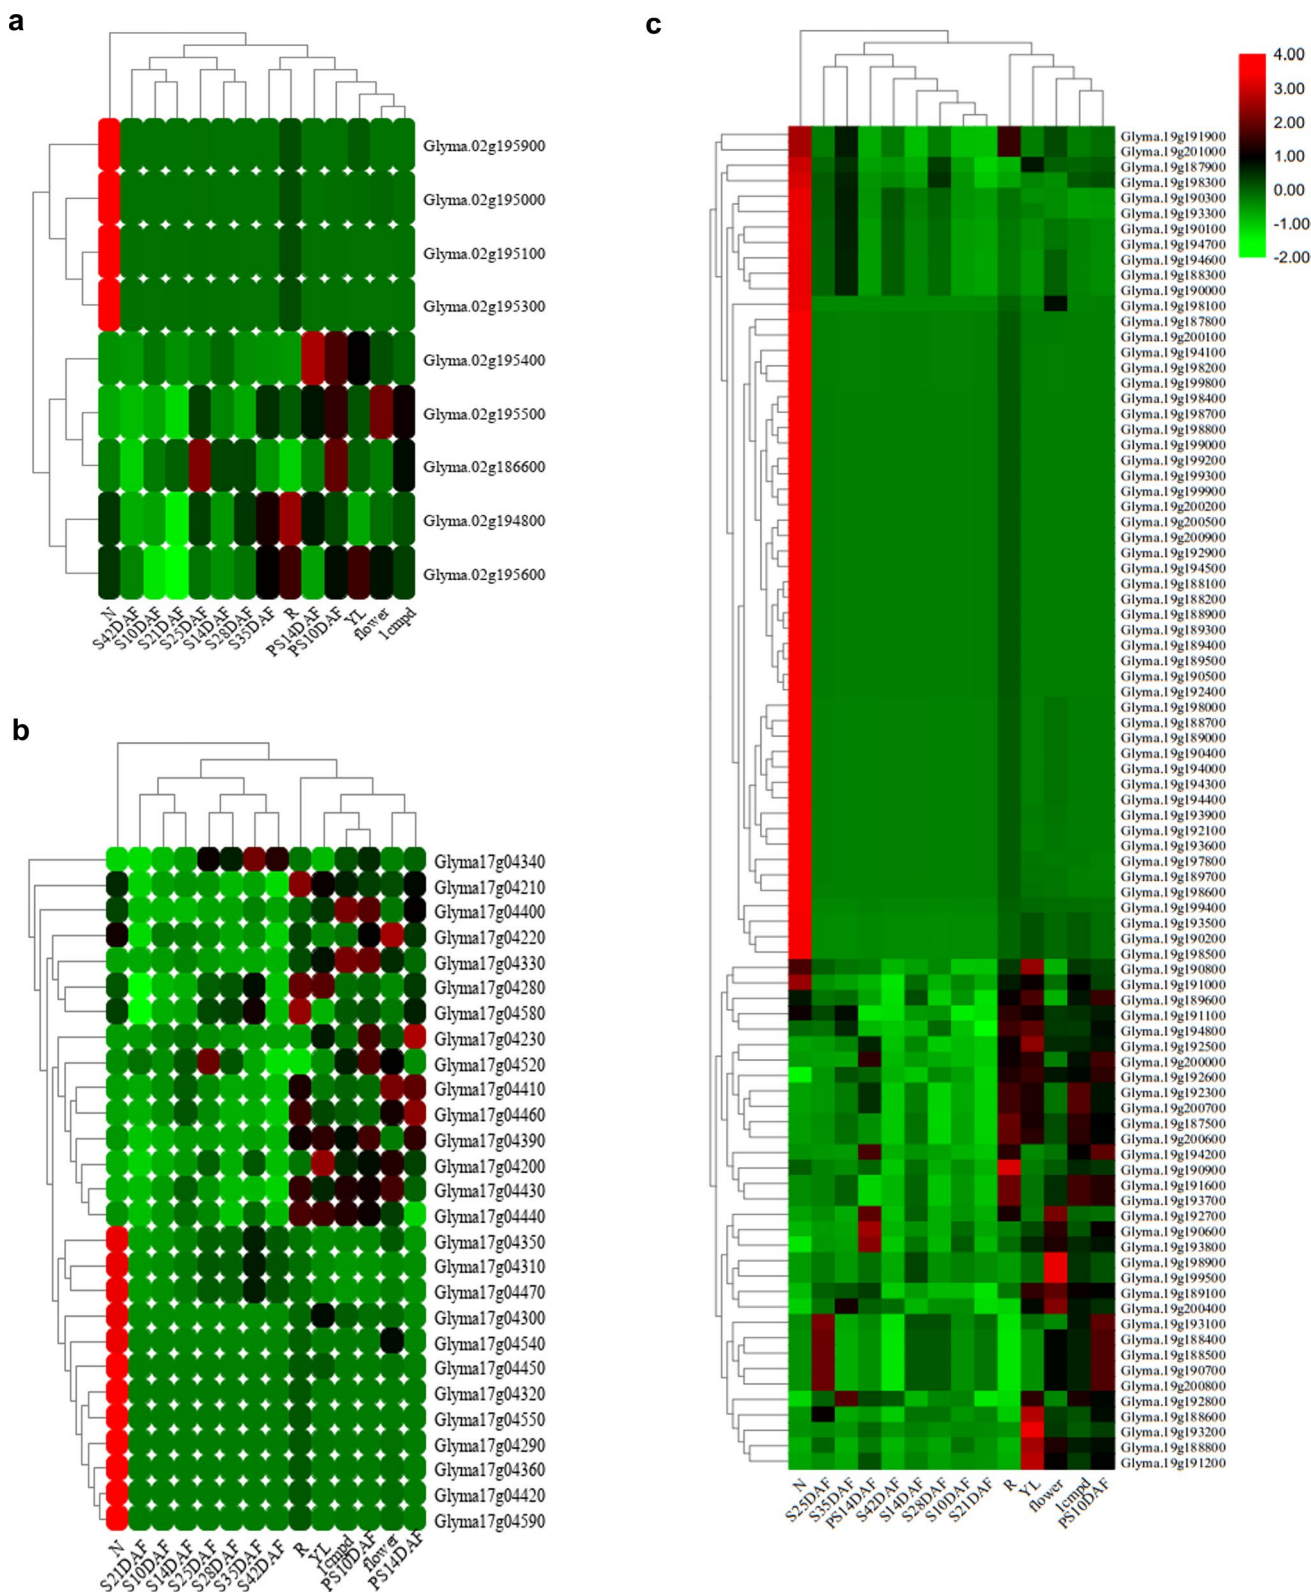 a
Glyma.02g195900
Glyma.02g195000
Glyma.02g195100
Glyma.02g195300
Glyma.02g195400
Glyma.02g195500
Glyma.02g186600
Glyma.02g194800
Glyma.02g195600
N S42DAF S10DAF S21DAF S25DAF S14DAF S28DAF S35DAF R PS14DAF PS10DAF YL flower 1cmpd
b
Glyma17g04340
Glyma17g04210
Glyma17g04400
Glyma17g04220
Glyma17g04330
Glyma17g04280
Glyma17g04580
Glyma17g04230
Glyma17g04520
Glyma17g04410
Glyma17g04460
Glyma17g04390
Glyma17g04200
Glyma17g04430
Glyma17g04440
Glyma17g04350
Glyma17g04310
Glyma17g04470
Glyma17g04300
Glyma17g04540
Glyma17g04450
Glyma17g04320
Glyma17g04550
Glyma17g04290
Glyma17g04360
Glyma17g04420
Glyma17g04590
N S21DAF S10DAF S14DAF S25DAF S28DAF S35DAF S42DAF R YL 1cmpd PS10DAF flower PS14DAF
c
4.00
3.00
2.00
1.00
0.00
-1.00
-2.00
Glyma.19g191900
Glyma.19g201000
Glyma.19g187900
Glyma.19g198300
Glyma.19g190300
Glyma.19g193300
Glyma.19g190100
Glyma.19g194700
Glyma.19g194600
Glyma.19g188300
Glyma.19g190000
Glyma.19g198100
Glyma.19g187800
Glyma.19g200100
Glyma.19g194100
Glyma.19g198200
Glyma.19g199800
Glyma.19g198400
Glyma.19g198700
Glyma.19g198800
Glyma.19g199000
Glyma.19g199200
Glyma.19g199300
Glyma.19g199900
Glyma.19g200200
Glyma.19g200500
Glyma.19g200900
Glyma.19g192900
Glyma.19g194500
Glyma.19g188100
Glyma.19g188200
Glyma.19g188900
Glyma.19g189300
Glyma.19g189400
Glyma.19g189500
Glyma.19g190500
Glyma.19g192400
Glyma.19g198000
Glyma.19g188700
Glyma.19g189000
Glyma.19g190400
Glyma.19g194000
Glyma.19g194300
Glyma.19g194400
Glyma.19g193900
Glyma.19g192100
Glyma.19g193600
Glyma.19g197800
Glyma.19g189700
Glyma.19g198600
Glyma.19g199400
Glyma.19g193500
Glyma.19g190200
Glyma.19g198500
Glyma.19g190800
Glyma.19g191000
Glyma.19g189600
Glyma.19g191100
Glyma.19g194800
Glyma.19g192500
Glyma.19g200000
Glyma.19g192600
Glyma.19g192300
Glyma.19g200700
Glyma.19g187500
Glyma.19g200600
Glyma.19g194200
Glyma.19g190900
Glyma.19g191600
Glyma.19g193700
Glyma.19g192700
Glyma.19g190600
Glyma.19g193800
Glyma.19g198900
Glyma.19g199500
Glyma.19g189100
Glyma.19g200400
Glyma.19g193100
Glyma.19g188400
Glyma.19g188500
Glyma.19g190700
Glyma.19g200800
Glyma.19g192800
Glyma.19g188600
Glyma.19g193200
Glyma.19g188800
Glyma.19g191200
N S25DAF S35DAF PS14DAF S42DAF S14DAF S28DAF S10DAF S21DAF R YL flower 1cmpd PS10DAF